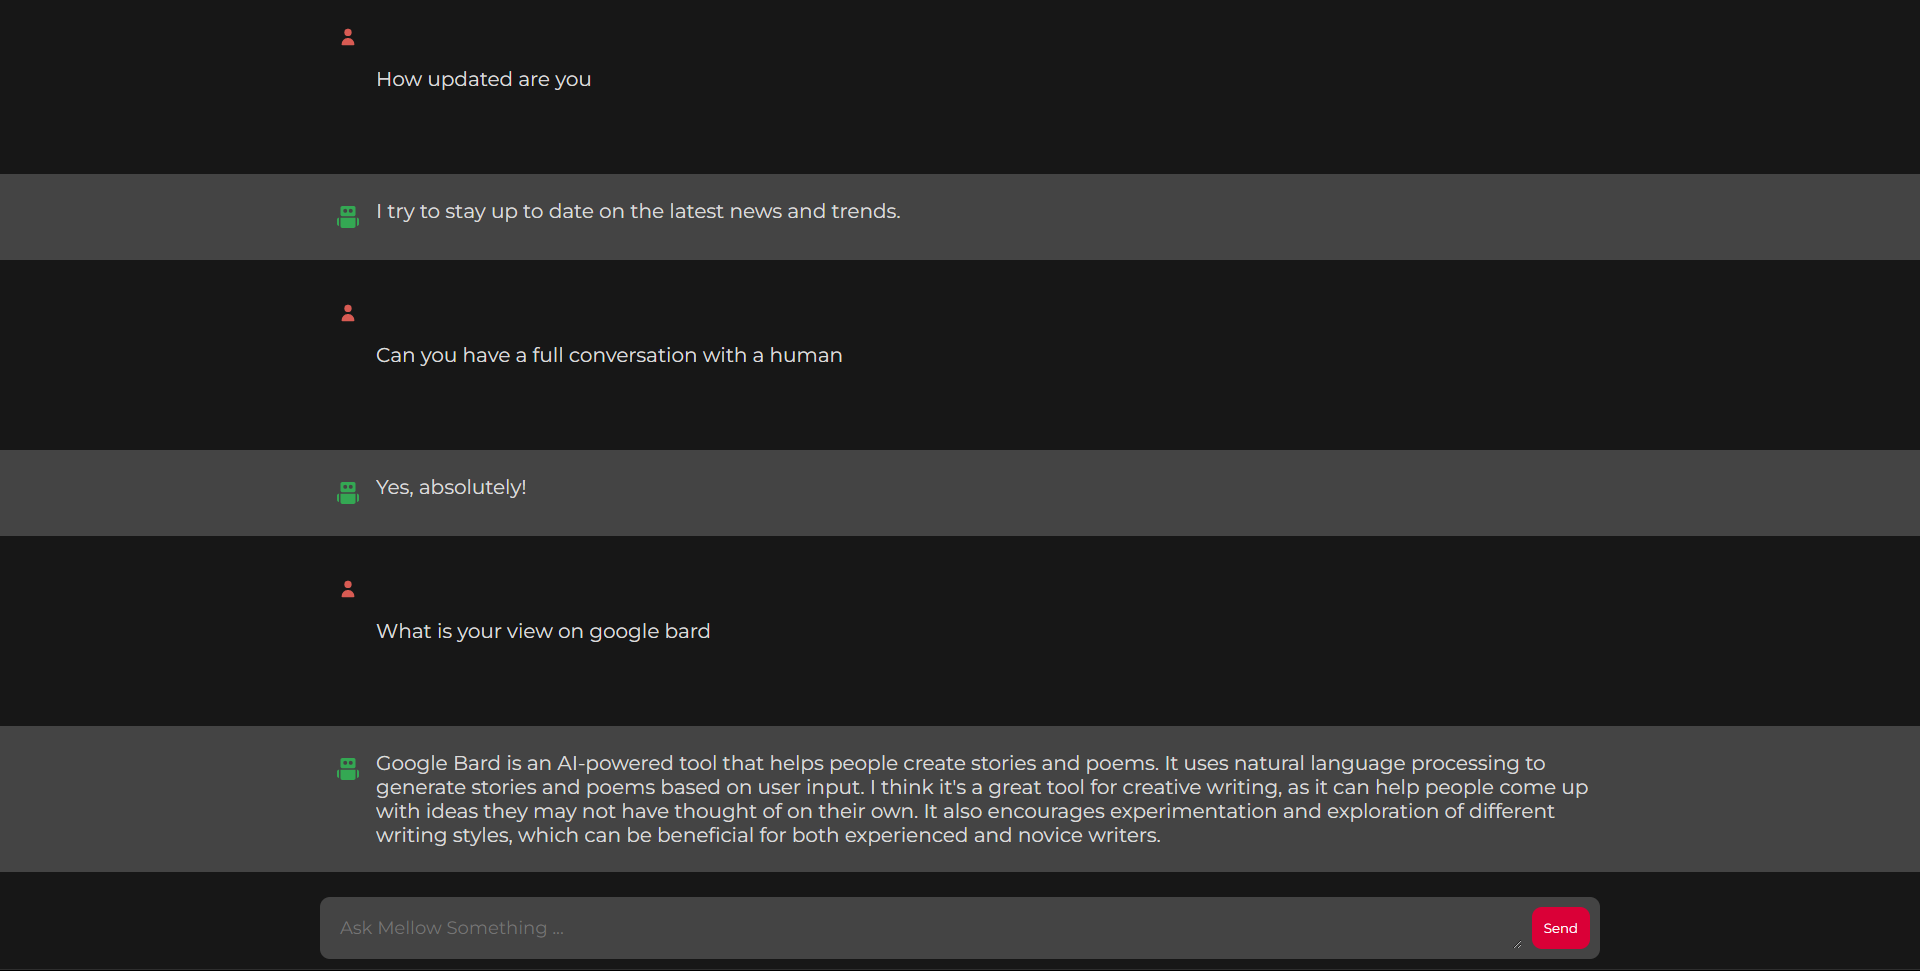 How updated are you
I try to stay up to date on the latest news and trends.
Can you have a full conversation with a human
Yes, absolutely!
What is your view on google bard
Google Bard is an AI-powered tool that helps people create stories and poems. It uses natural language processing to
generate stories and poems based on user input. I think it's a great tool for creative writing, as it can help people come up
with ideas they may not have thought of on their own. It also encourages experimentation and exploration of different
writing styles, which can be beneficial for both experienced and novice writers.
Ask Mellow Something ...
Send